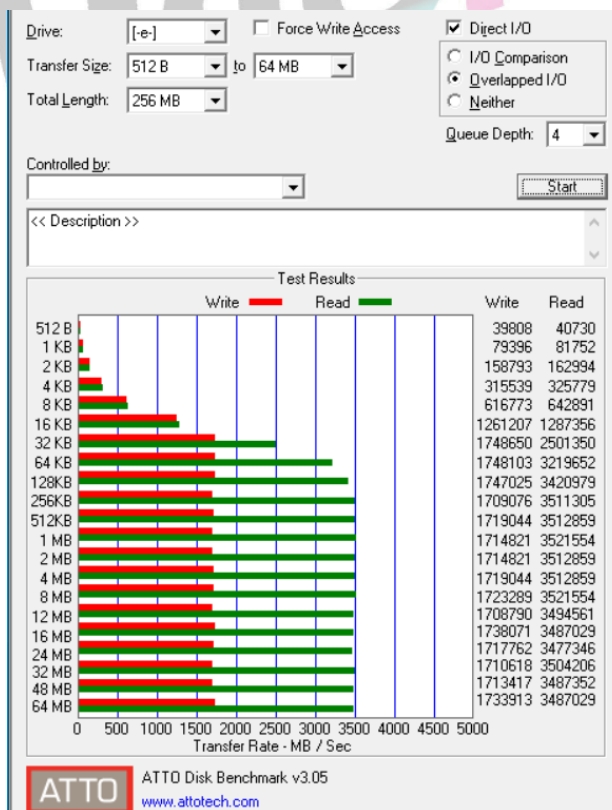 Drive: [-e-] Force Write Access Direct I/O
Transfer Size: 512 B to 64 MB I/O Comparison
Overlapped I/O
Total Length: 256 MB Neither
Queue Depth: 4
Controlled by:
Start
<< Description >>
Test Results
Write Read Write Read
512 B 39808 40730
1 KB 79396 81752
2 KB 158793 162994
4 KB 315539 325779
8 KB 616773 642891
16 KB 1261207 1287356
32 KB 1748650 2501350
64 KB 1748103 3219652
128KB 1747025 3420979
256KB 1709076 3511305
512KB 1719044 3512859
1 MB 1714821 3521554
2 MB 1714821 3512859
4 MB 1719044 3512859
8 MB 1723289 3521554
12 MB 1708790 3494561
16 MB 1738071 3487029
24 MB 1717762 3477346
32 MB 1710618 3504206
48 MB 1713417 3487352
64 MB 1733913 3487029
0 500 1000 1500 2000 2500 3000 3500 4000 4500 5000
Transfer Rate - MB / Sec
ATTO
ATTO Disk Benchmark v3.05
www.attotech.com